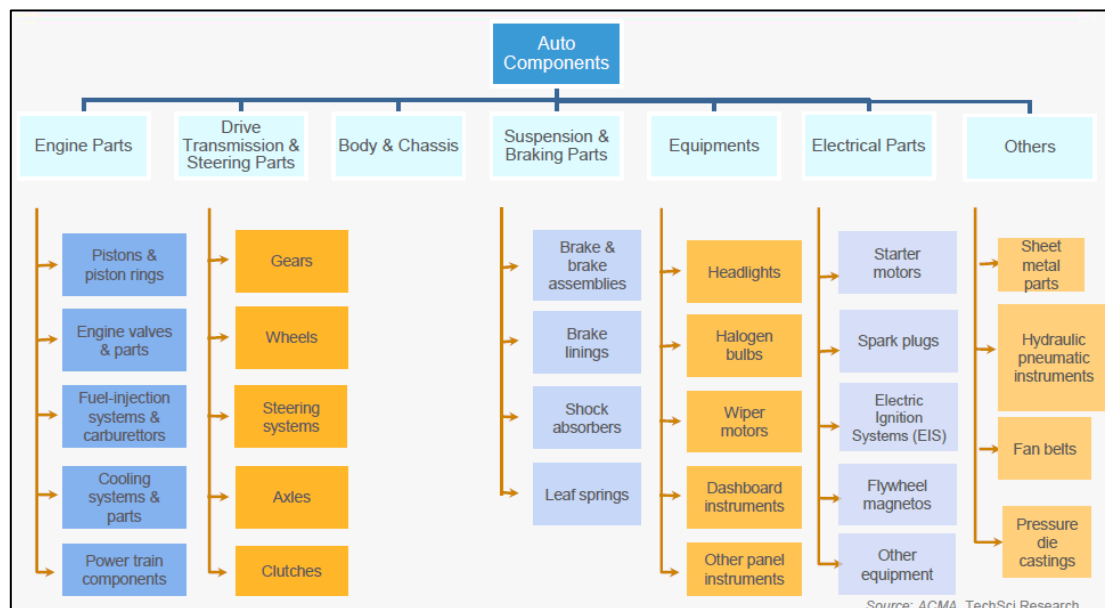 Auto
Components
Engine Parts
Drive
Transmission &
Steering Parts
Body & Chassis
Suspension &
Braking Parts
Equipments
Electrical Parts
Others
Pistons &
piston rings
Engine valves
& parts
Fuel-injection
systems &
carburettors
Cooling
systems &
parts
Power train
components
Gears
Wheels
Steering
systems
Axles
Clutches
Brake &
brake
assemblies
Brake
linings
Shock
absorbers
Leaf springs
Headlights
Halogen
bulbs
Wiper
motors
Dashboard
instruments
Other panel
instruments
Starter
motors
Spark plugs
Electric
Ignition
Systems (EIS)
Flywheel
magnetos
Other
equipment
Sheet
metal
parts
Hydraulic
pneumatic
instruments
Fan belts
Pressure
die
castings
Source: ACMA, TechSci Research